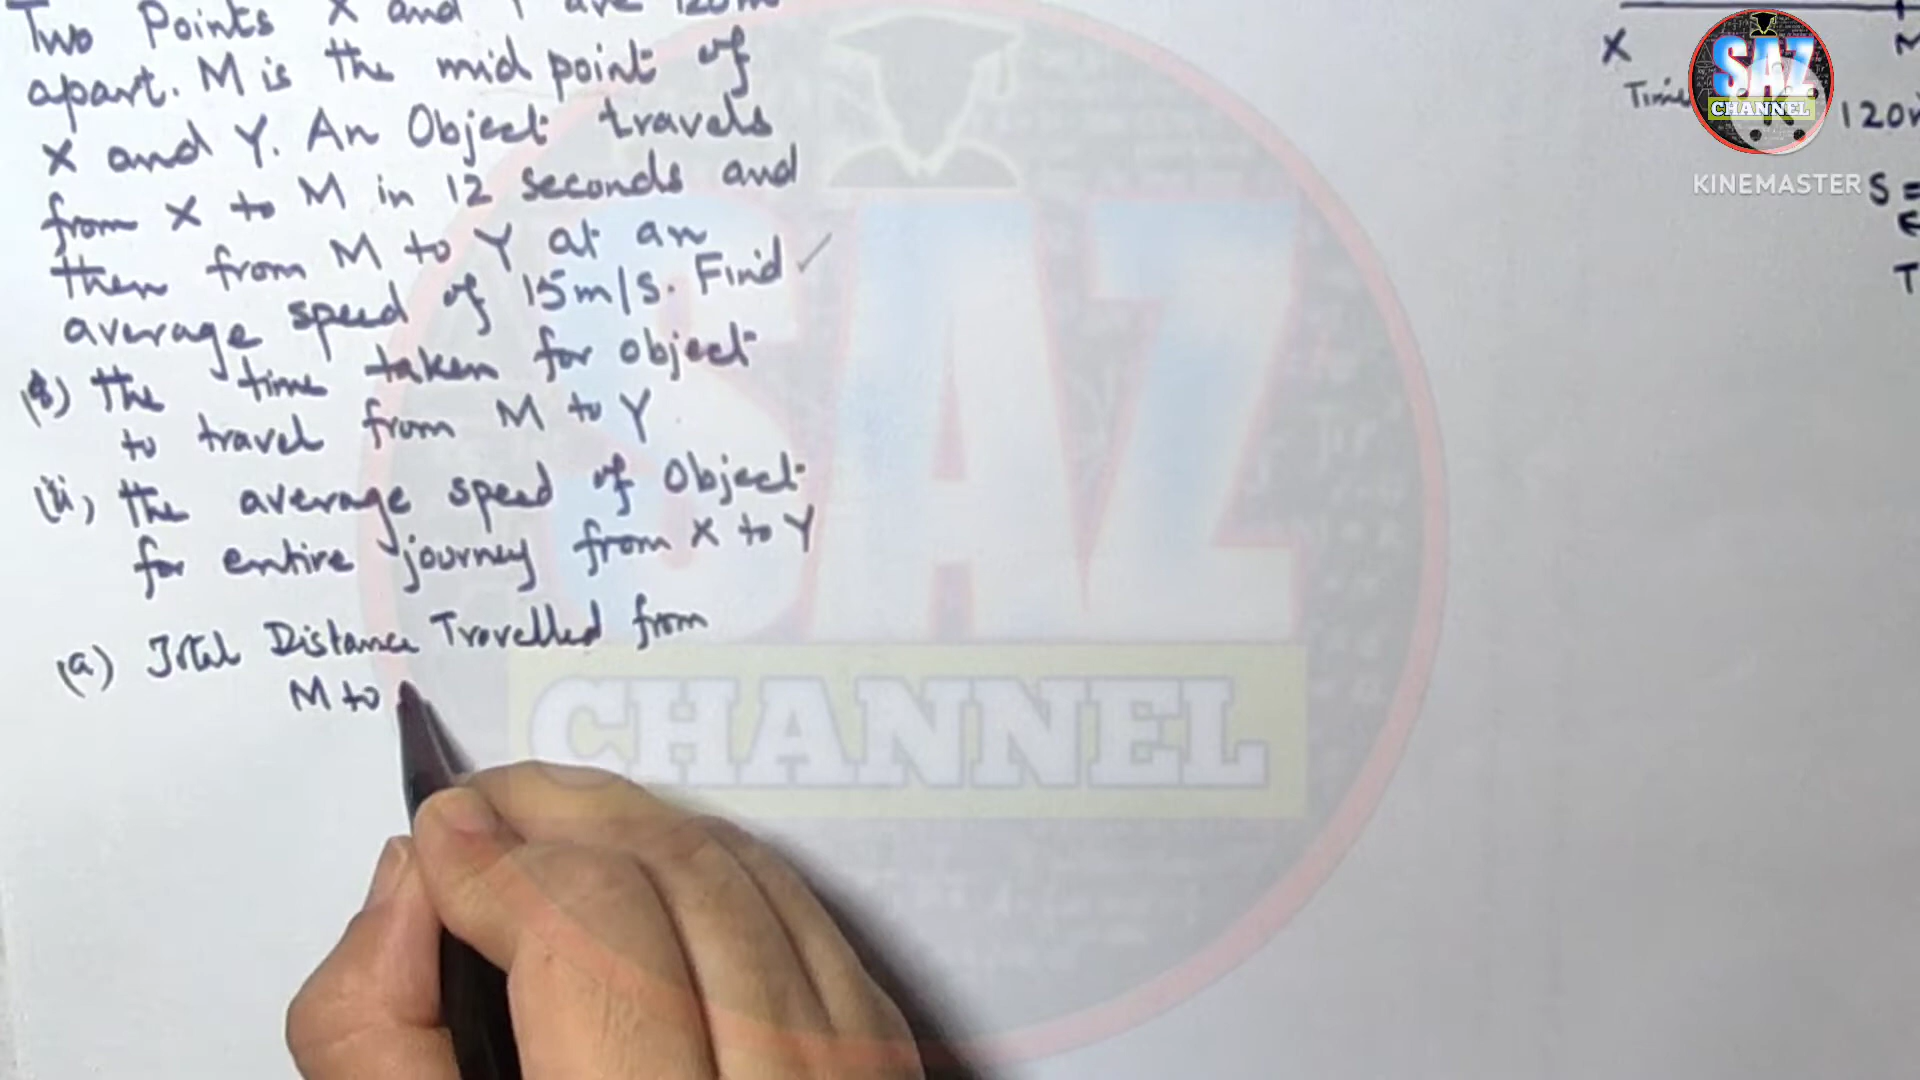 Two Points X and Y are 120m
apart. M is the mid point of
X and Y. An Object travels
from X to M in 12 seconds and
then from M to Y at an
average speed of 15m/s. Find
(i) the time taken for object
to travel from M to Y
(ii) the average speed of Object
for entire journey from X to Y
(a) Total Distance Travelled from
M to
X
M
Time
120m
S =
T
SAZ
CHANNEL
KINEMASTER
SAZ
CHANNEL